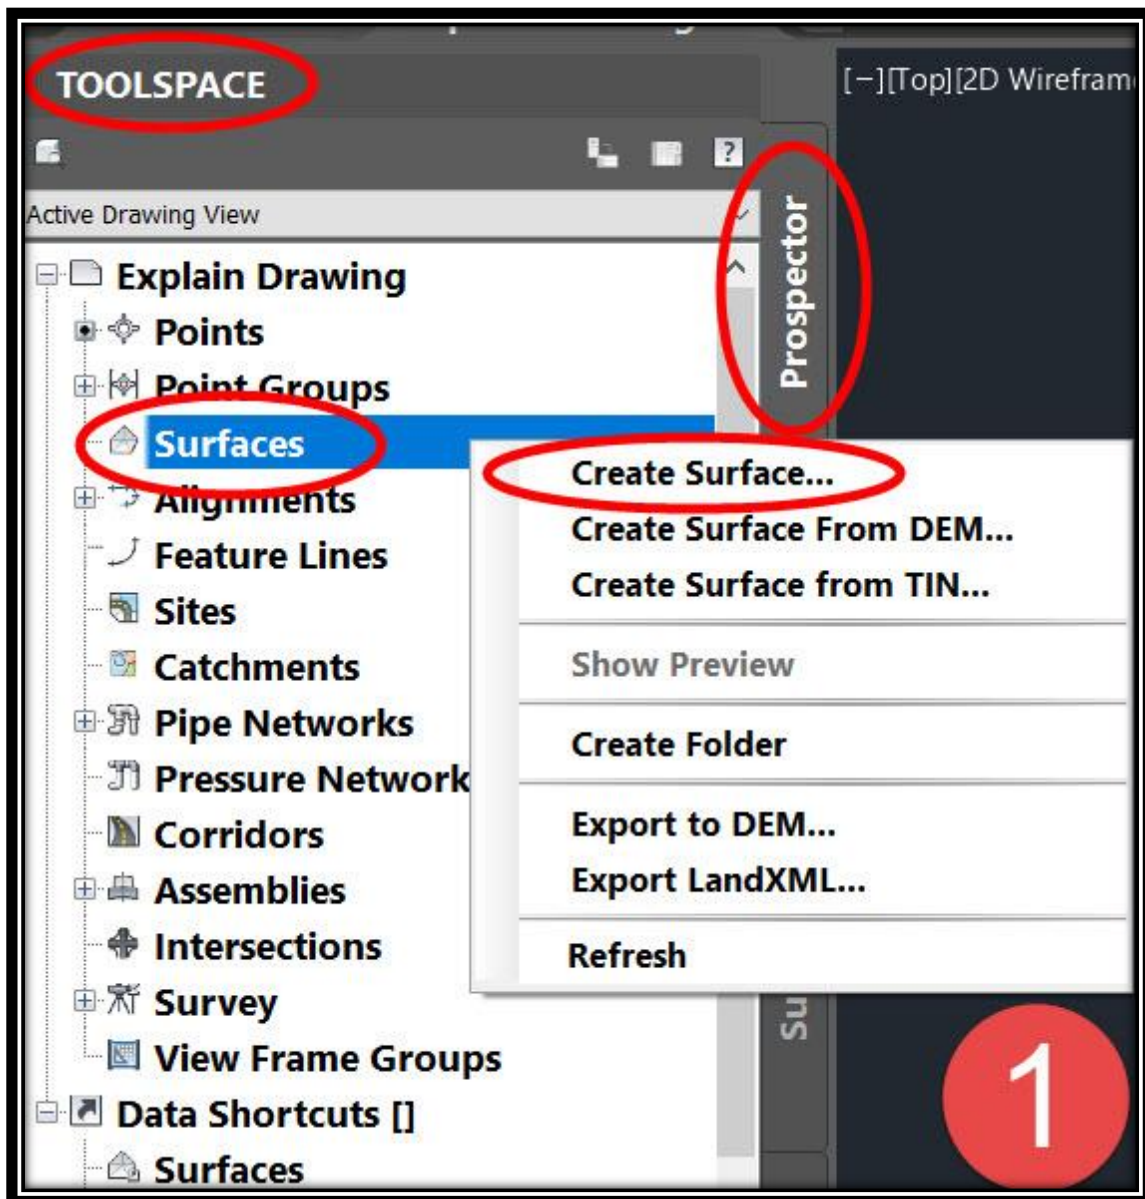 TOOLSPACE
[−][Top][2D Wirefram
?
Active Drawing View
Prospector
Explain Drawing
Points
Point Groups
Surfaces
Create Surface...
Alignments
Create Surface From DEM...
Feature Lines
Create Surface from TIN...
Sites
Catchments
Show Preview
Pipe Networks
Create Folder
Pressure Network
Corridors
Export to DEM...
Assemblies
Export LandXML...
Intersections
Refresh
Survey
Su
View Frame Groups
1
Data Shortcuts []
Surfaces